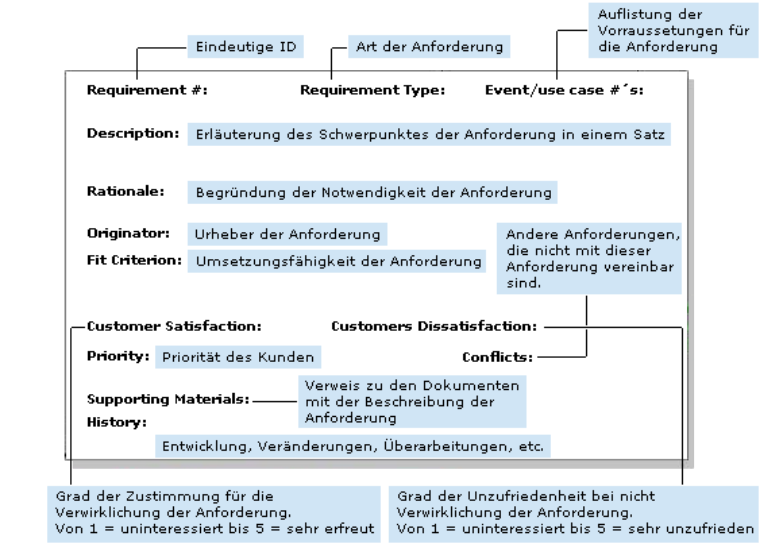 Auflistung der
Vorraussetungen für
die Anforderung
Eindeutige ID
Art der Anforderung
Requirement #:
Requirement Type:
Event/use case #´s:
Description:
Erläuterung des Schwerpunktes der Anforderung in einem Satz
Rationale:
Begründung der Notwendigkeit der Anforderung
Originator:
Urheber der Anforderung
Andere Anforderungen,
die nicht mit dieser
Anforderung vereinbar
sind.
Fit Criterion:
Umsetzungsfähigkeit der Anforderung
Customer Satisfaction:
Customers Dissatisfaction:
Priority:
Priorität des Kunden
Conflicts:
Supporting Materials:
Verweis zu den Dokumenten
mit der Beschreibung der
Anforderung
History:
Entwicklung, Veränderungen, Überarbeitungen, etc.
Grad der Zustimmung für die
Verwirklichung der Anforderung.
Von 1 = uninteressiert bis 5 = sehr erfreut
Grad der Unzufriedenheit bei nicht
Verwirklichung der Anforderung.
Von 1 = uninteressiert bis 5 = sehr unzufrieden